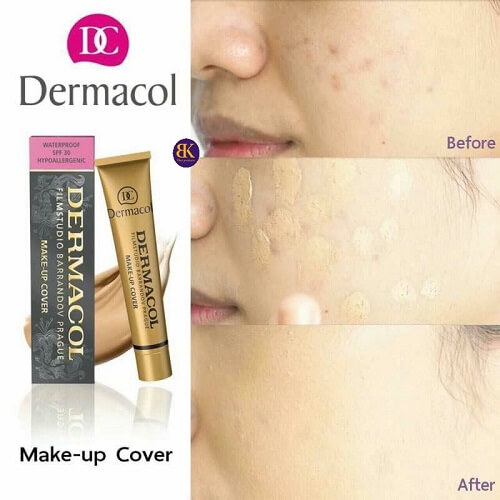 DC
Dermacol
Before
WATERPROOF
SPF 30
HYPOALLERGENIC
DERMACOL
FILMSTUDIO BARRANDOV PRAGUE
MAKE-UP COVER
DC
Dermacol
DERMACOL
FILMSTUDIO BARRANDOV PRAGUE
MAKE-UP COVER
BK
Make-up Cover
After